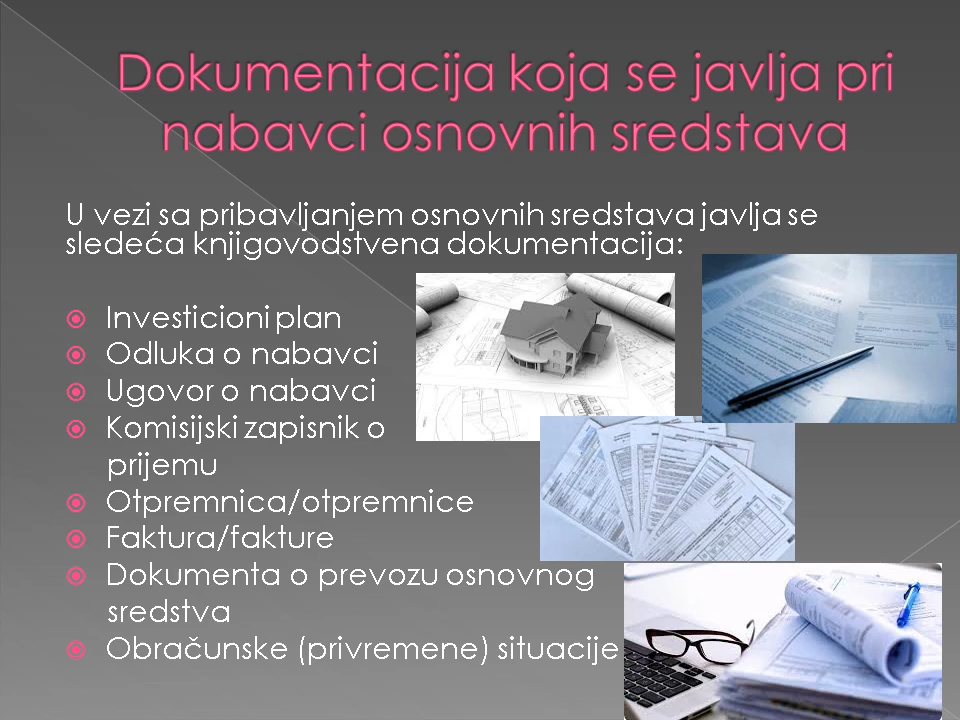 Dokumentacija koja se javlja pri
nabavci osnovnih sredstava
U vezi sa pribavljanjem osnovnih sredstava javlja se
sledeća knjigovodstvena dokumentacija:
Investicioni plan
Odluka o nabavci
Ugovor o nabavci
Komisijski zapisnik o
prijemu
Otpremnica/otpremnice
Faktura/fakture
Dokumenta o prevozu osnovnog
sredstva
Obračunske (privremene) situacije